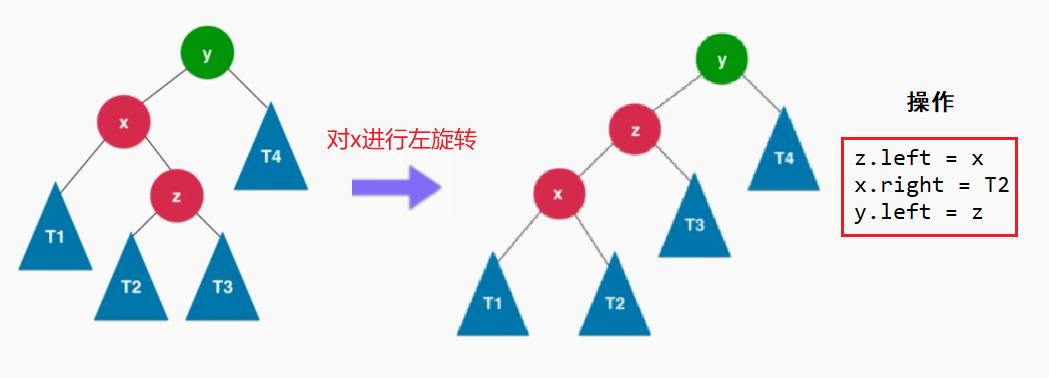 y
x
z
T1
T2
T3
T4
对x进行左旋转
y
z
x
T1
T2
T3
T4
操作
z.left = x
x.right = T2
y.left = z